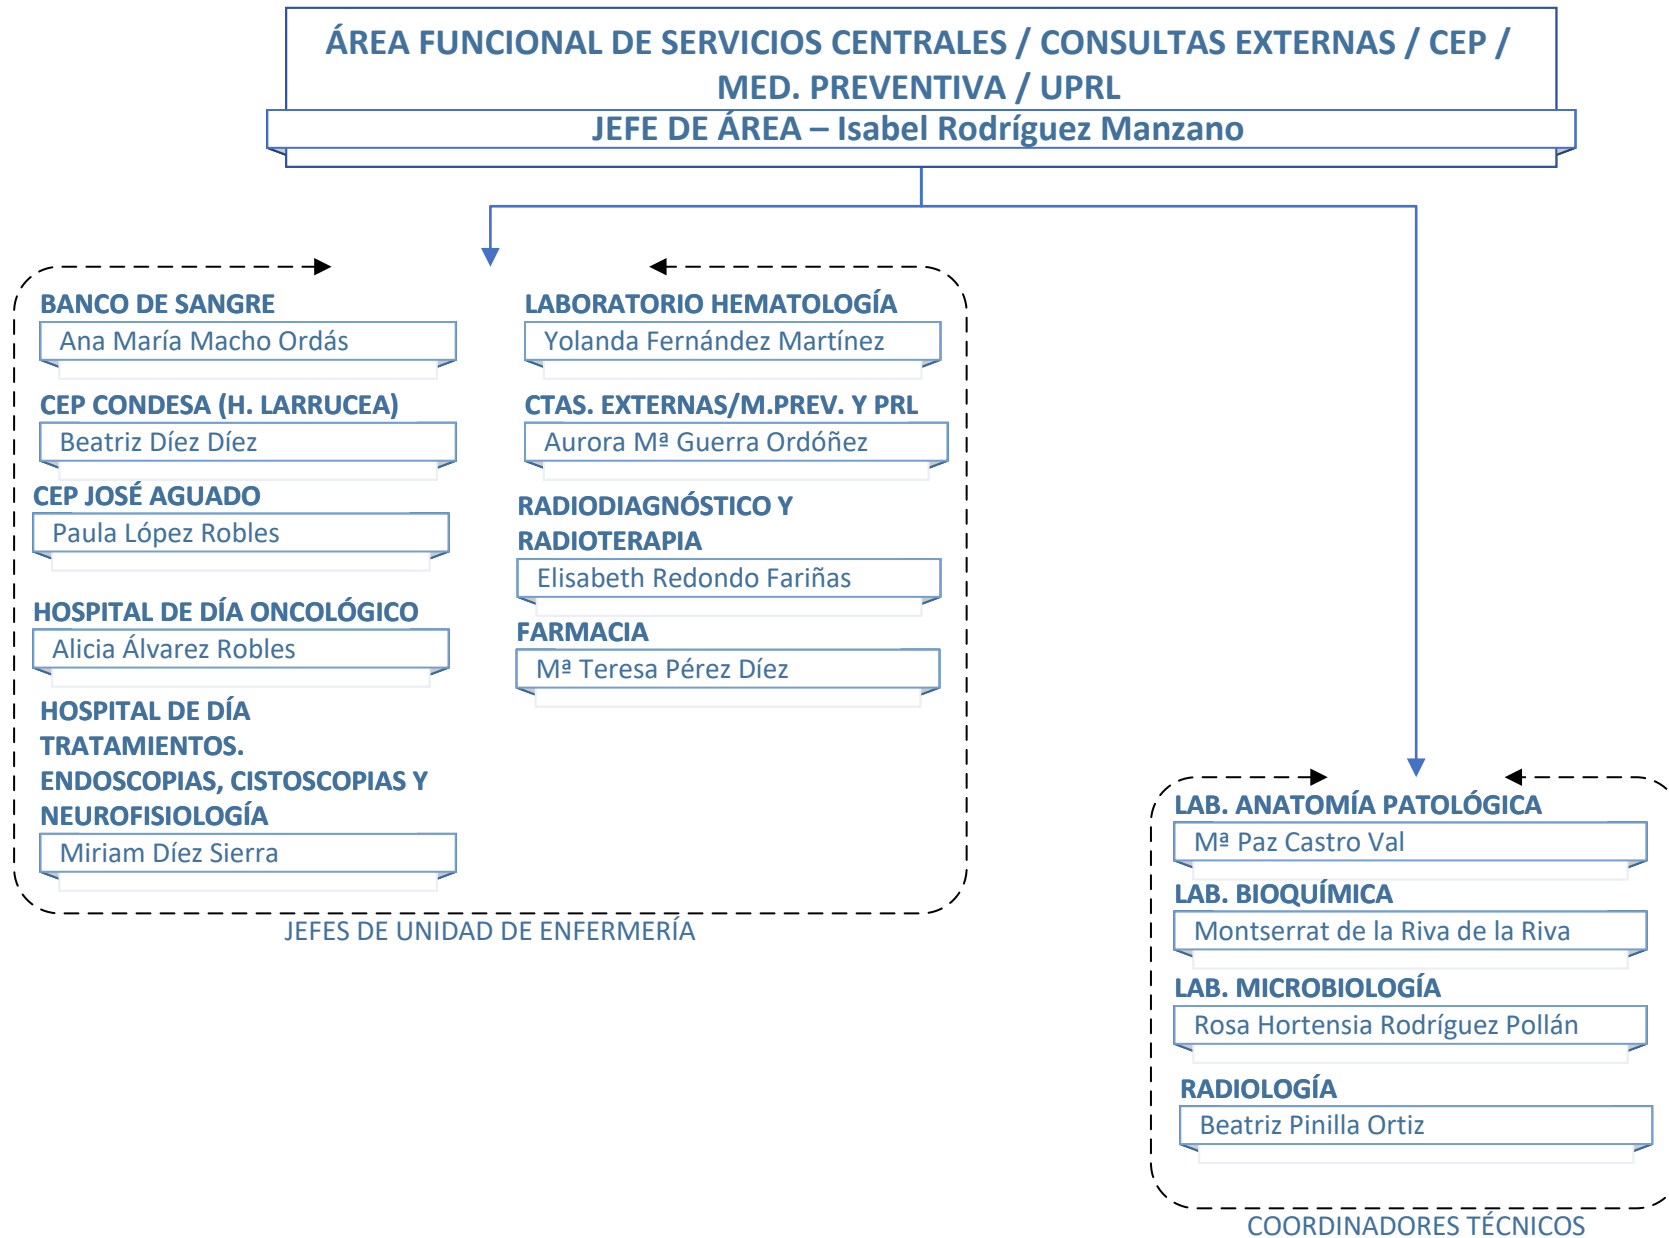 ÁREA FUNCIONAL DE SERVICIOS CENTRALES / CONSULTAS EXTERNAS / CEP /
MED. PREVENTIVA / UPRL
JEFE DE ÁREA – Isabel Rodríguez Manzano
BANCO DE SANGRE
Ana María Macho Ordás
CEP CONDESA (H. LARRUCEA)
Beatriz Díez Díez
CEP JOSÉ AGUADO
Paula López Robles
HOSPITAL DE DÍA ONCOLÓGICO
Alicia Álvarez Robles
HOSPITAL DE DÍA
TRATAMIENTOS.
ENDOSCOPIAS, CISTOSCOPIAS Y
NEUROFISIOLOGÍA
Miriam Díez Sierra
LABORATORIO HEMATOLOGÍA
Yolanda Fernández Martínez
CTAS. EXTERNAS/M.PREV. Y PRL
Aurora Mª Guerra Ordóñez
RADIODIAGNÓSTICO Y
RADIOTERAPIA
Elisabeth Redondo Fariñas
FARMACIA
Mª Teresa Pérez Díez
JEFES DE UNIDAD DE ENFERMERÍA
LAB. ANATOMÍA PATOLÓGICA
Mª Paz Castro Val
LAB. BIOQUÍMICA
Montserrat de la Riva de la Riva
LAB. MICROBIOLOGÍA
Rosa Hortensia Rodríguez Pollán
RADIOLOGÍA
Beatriz Pinilla Ortiz
COORDINADORES TÉCNICOS